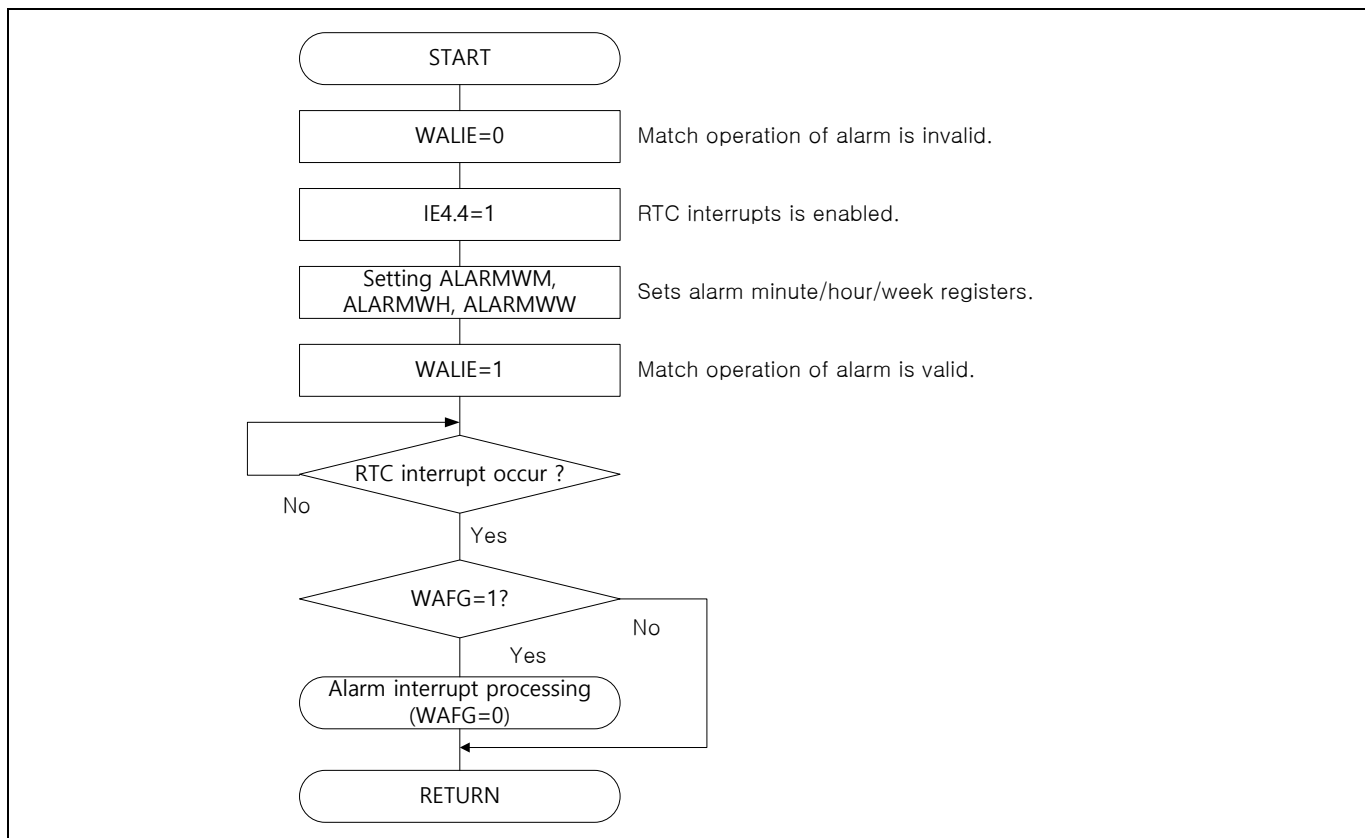 START
WALIE=0
Match operation of alarm is invalid.
IE4.4=1
RTC interrupts is enabled.
Setting ALARMWM,
ALARMWH, ALARMWW
Sets alarm minute/hour/week registers.
WALIE=1
Match operation of alarm is valid.
RTC interrupt occur ?
No
Yes
WAFG=1?
No
Yes
Alarm interrupt processing
(WAFG=0)
RETURN